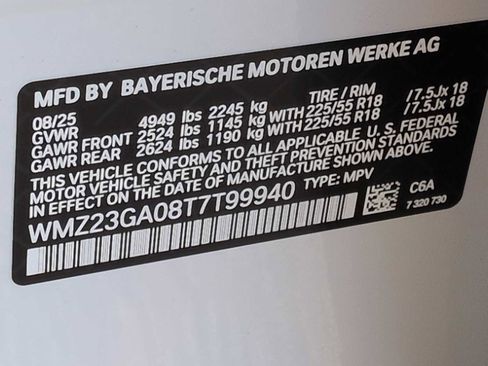 MFD BY BAYERISCHE MOTOREN WERKE AG
08/25 TIRE / RIM
GVWR 4949 lbs 2245 kg
GAWR FRONT 2524 lbs 1145 kg WITH 225/55 R18 /7.5Jx 18
GAWR REAR 2624 lbs 1190 kg WITH 225/55 R18 /7.5Jx 18
THIS VEHICLE CONFORMS TO ALL APPLICABLE U. S. FEDERAL
MOTOR VEHICLE SAFETY AND THEFT PREVENTION STANDARDS
IN EFFECT ON THE DATE OF MANUFACTURE SHOWN ABOVE.
WMZ23GA08T7T99940 TYPE: MPV C6A
7 320 730